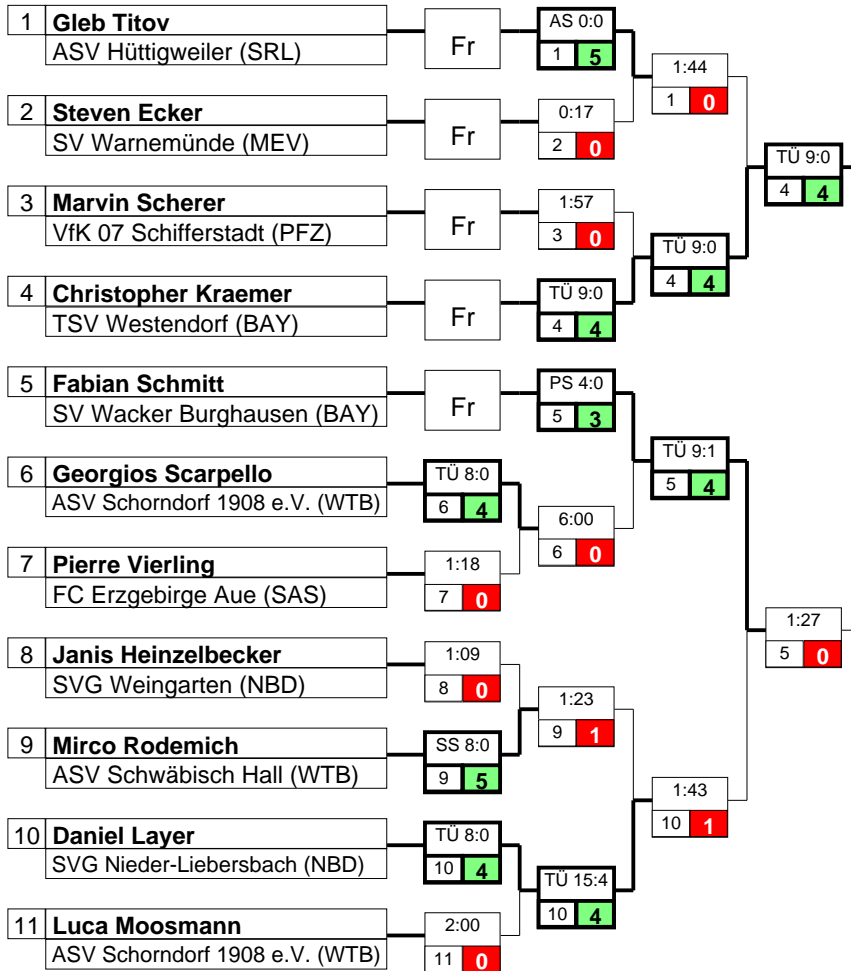 1 Gleb Titov
ASV Hüttigweiler (SRL)
Fr
AS 0:0
1 5
1:44
1 0
2 Steven Ecker
SV Warnemünde (MEV)
Fr
0:17
2 0
TÜ 9:0
4 4
3 Marvin Scherer
VfK 07 Schifferstadt (PFZ)
Fr
1:57
3 0
TÜ 9:0
4 4
4 Christopher Kraemer
TSV Westendorf (BAY)
Fr
TÜ 9:0
4 4
5 Fabian Schmitt
SV Wacker Burghausen (BAY)
Fr
PS 4:0
5 3
TÜ 9:1
5 4
6 Georgios Scarpello
ASV Schorndorf 1908 e.V. (WTB)
TÜ 8:0
6 4
6:00
6 0
7 Pierre Vierling
FC Erzgebirge Aue (SAS)
1:18
7 0
1:27
5 0
8 Janis Heinzelbecker
SVG Weingarten (NBD)
1:09
8 0
1:23
9 1
9 Mirco Rodemich
ASV Schwäbisch Hall (WTB)
SS 8:0
9 5
1:43
10 1
10 Daniel Layer
SVG Nieder-Liebersbach (NBD)
TÜ 8:0
10 4
TÜ 15:4
10 4
11 Luca Moosmann
ASV Schorndorf 1908 e.V. (WTB)
2:00
11 0